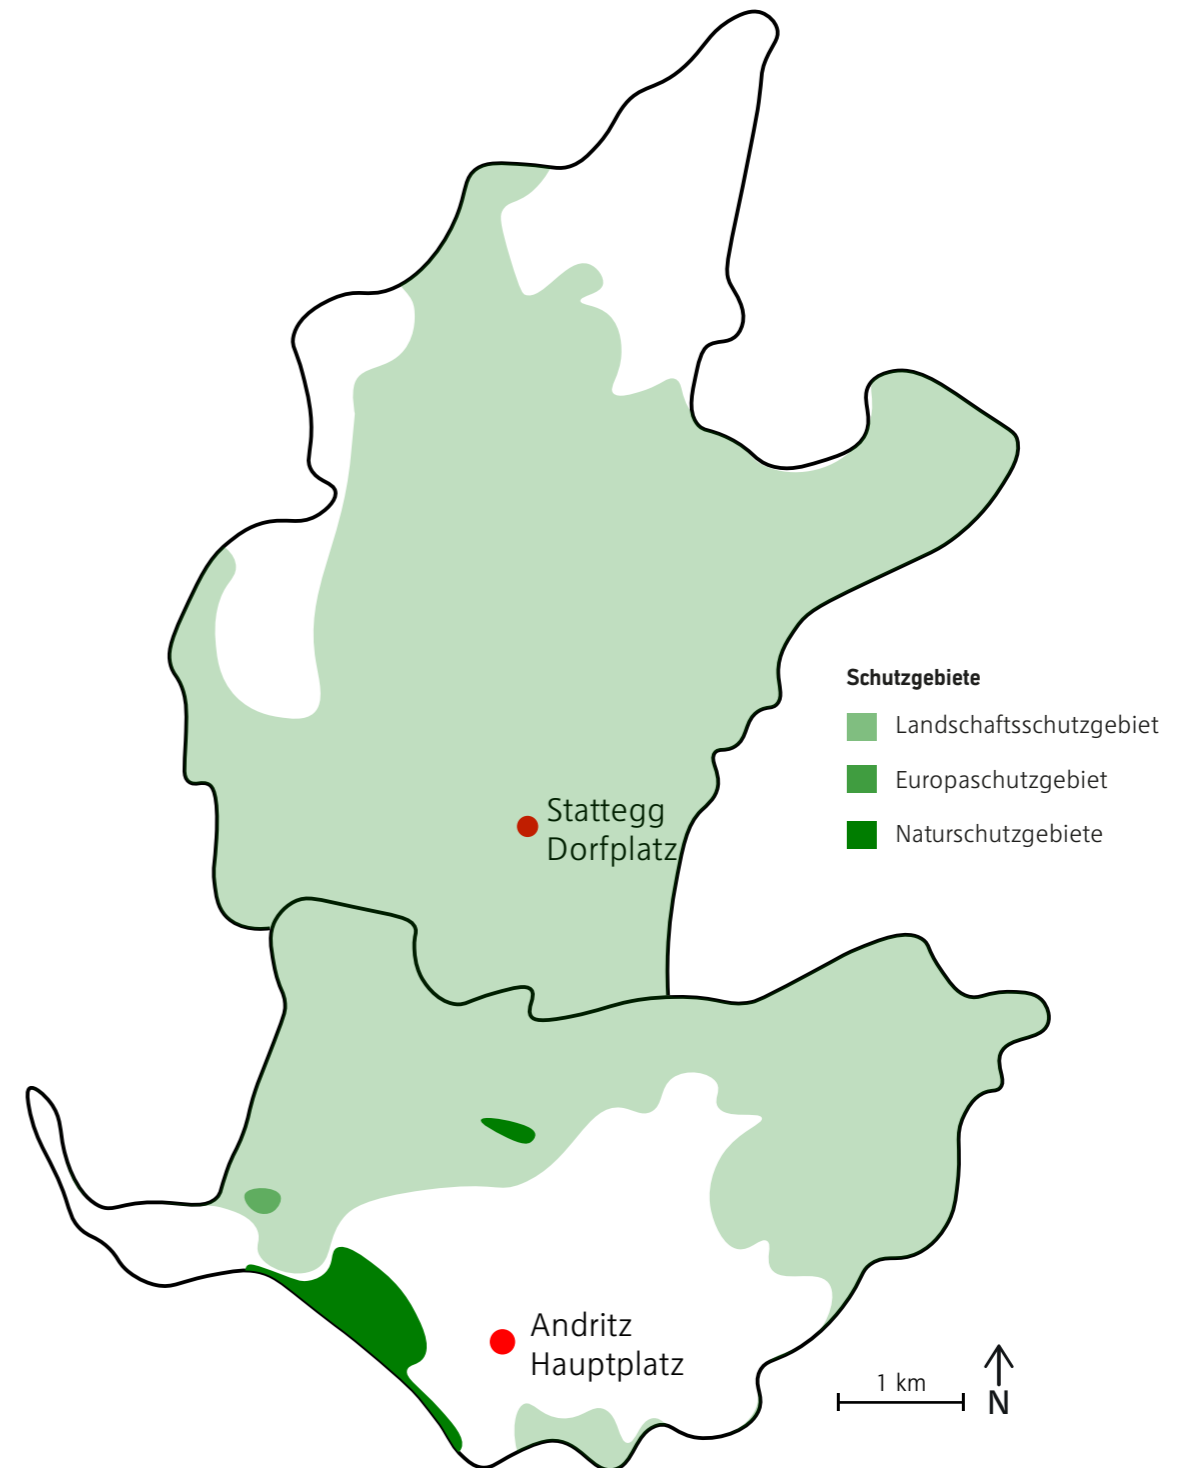 Schutzgebiete
Landschaftsschutzgebiet
Europaschutzgebiet
Naturschutzgebiete
Stattegg
Dorfplatz
Andritz
Hauptplatz
1 km
N